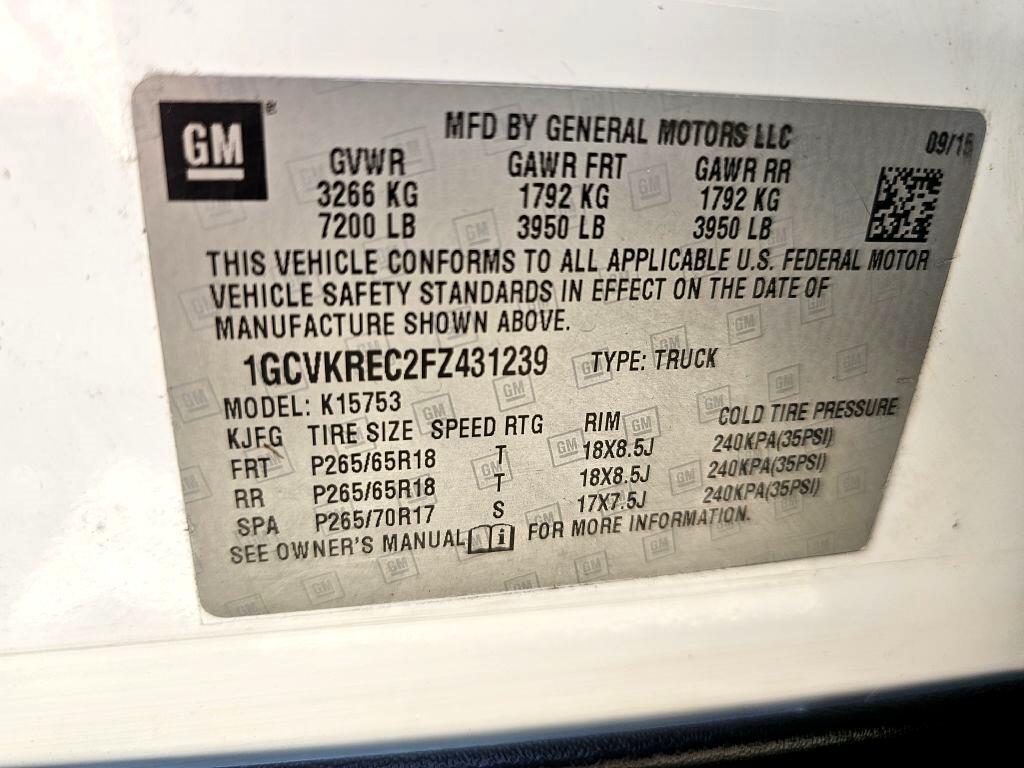 GM ®
MFD BY GENERAL MOTORS LLC 09/15
GVWR GAWR FRT GAWR RR
3266 KG 1792 KG 1792 KG
7200 LB 3950 LB 3950 LB
THIS VEHICLE CONFORMS TO ALL APPLICABLE U.S. FEDERAL MOTOR
VEHICLE SAFETY STANDARDS IN EFFECT ON THE DATE OF
MANUFACTURE SHOWN ABOVE.
1GCVKREC2FZ431239 TYPE: TRUCK
MODEL: K15753
KJFG TIRE SIZE SPEED RTG RIM COLD TIRE PRESSURE
FRT P265/65R18 T 18X8.5J 240KPA(35PSI)
RR P265/65R18 T 18X8.5J 240KPA(35PSI)
SPA P265/70R17 S 17X7.5J 240KPA(35PSI)
SEE OWNER'S MANUAL i FOR MORE INFORMATION.